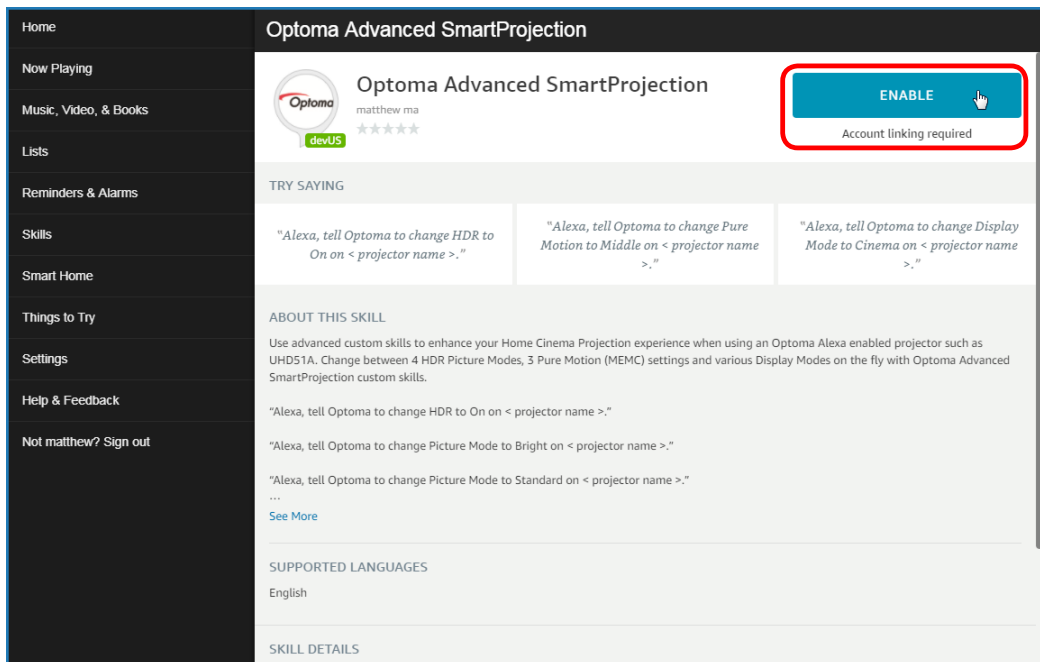 Home
Now Playing
Music, Video, & Books
Lists
Reminders & Alarms
Skills
Smart Home
Things to Try
Settings
Help & Feedback
Not matthew? Sign out
Optoma Advanced SmartProjection
Optoma
devUS
Optoma Advanced SmartProjection
matthew ma
ENABLE
Account linking required
TRY SAYING
"Alexa, tell Optoma to change HDR to
On on < projector name >."
"Alexa, tell Optoma to change Pure
Motion to Middle on < projector name
>."
"Alexa, tell Optoma to change Display
Mode to Cinema on < projector name
>."
ABOUT THIS SKILL
Use advanced custom skills to enhance your Home Cinema Projection experience when using an Optoma Alexa enabled projector such as
UHD51A. Change between 4 HDR Picture Modes, 3 Pure Motion (MEMC) settings and various Display Modes on the fly with Optoma Advanced
SmartProjection custom skills.
“Alexa, tell Optoma to change HDR to On on < projector name >.”
“Alexa, tell Optoma to change Picture Mode to Bright on < projector name >.”
“Alexa, tell Optoma to change Picture Mode to Standard on < projector name >.”
...
See More
SUPPORTED LANGUAGES
English
SKILL DETAILS